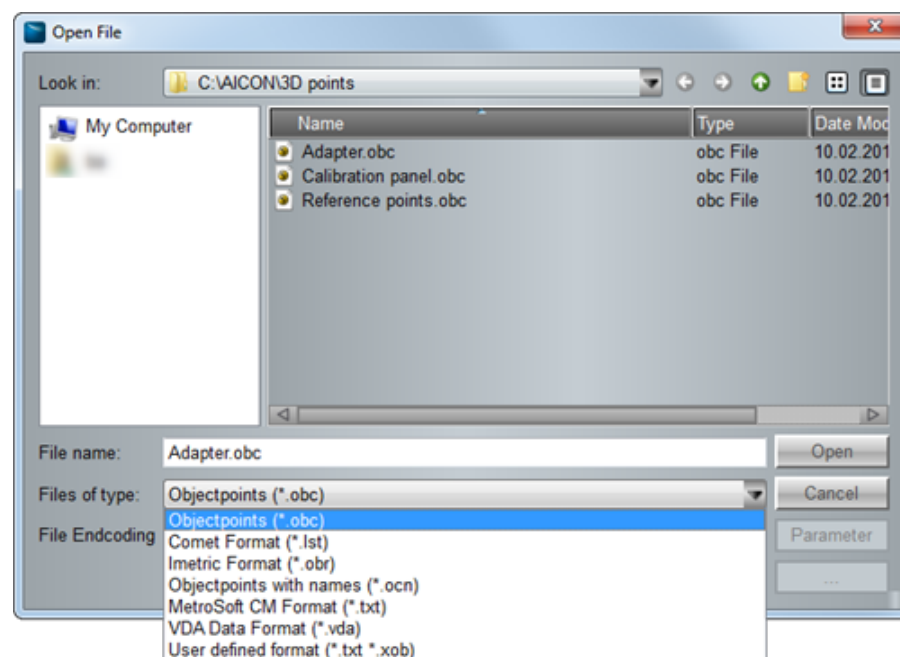 Open File
Look in: C:\AICON\3D points
My Computer
Name Type Date Mod
Adapter.obc obc File 10.02.201
Calibration panel.obc obc File 10.02.201
Reference points.obc obc File 10.02.201
File name: Adapter.obc Open
Files of type: Objectpoints (*.obc) Cancel
Objectpoints (*.obc)
File Endcoding Comet Format (*.lst) Parameter
Imetric Format (*.obr)
Objectpoints with names (*.ocn) ...
MetroSoft CM Format (*.txt)
VDA Data Format (*.vda)
User defined format (*.txt *.xob)